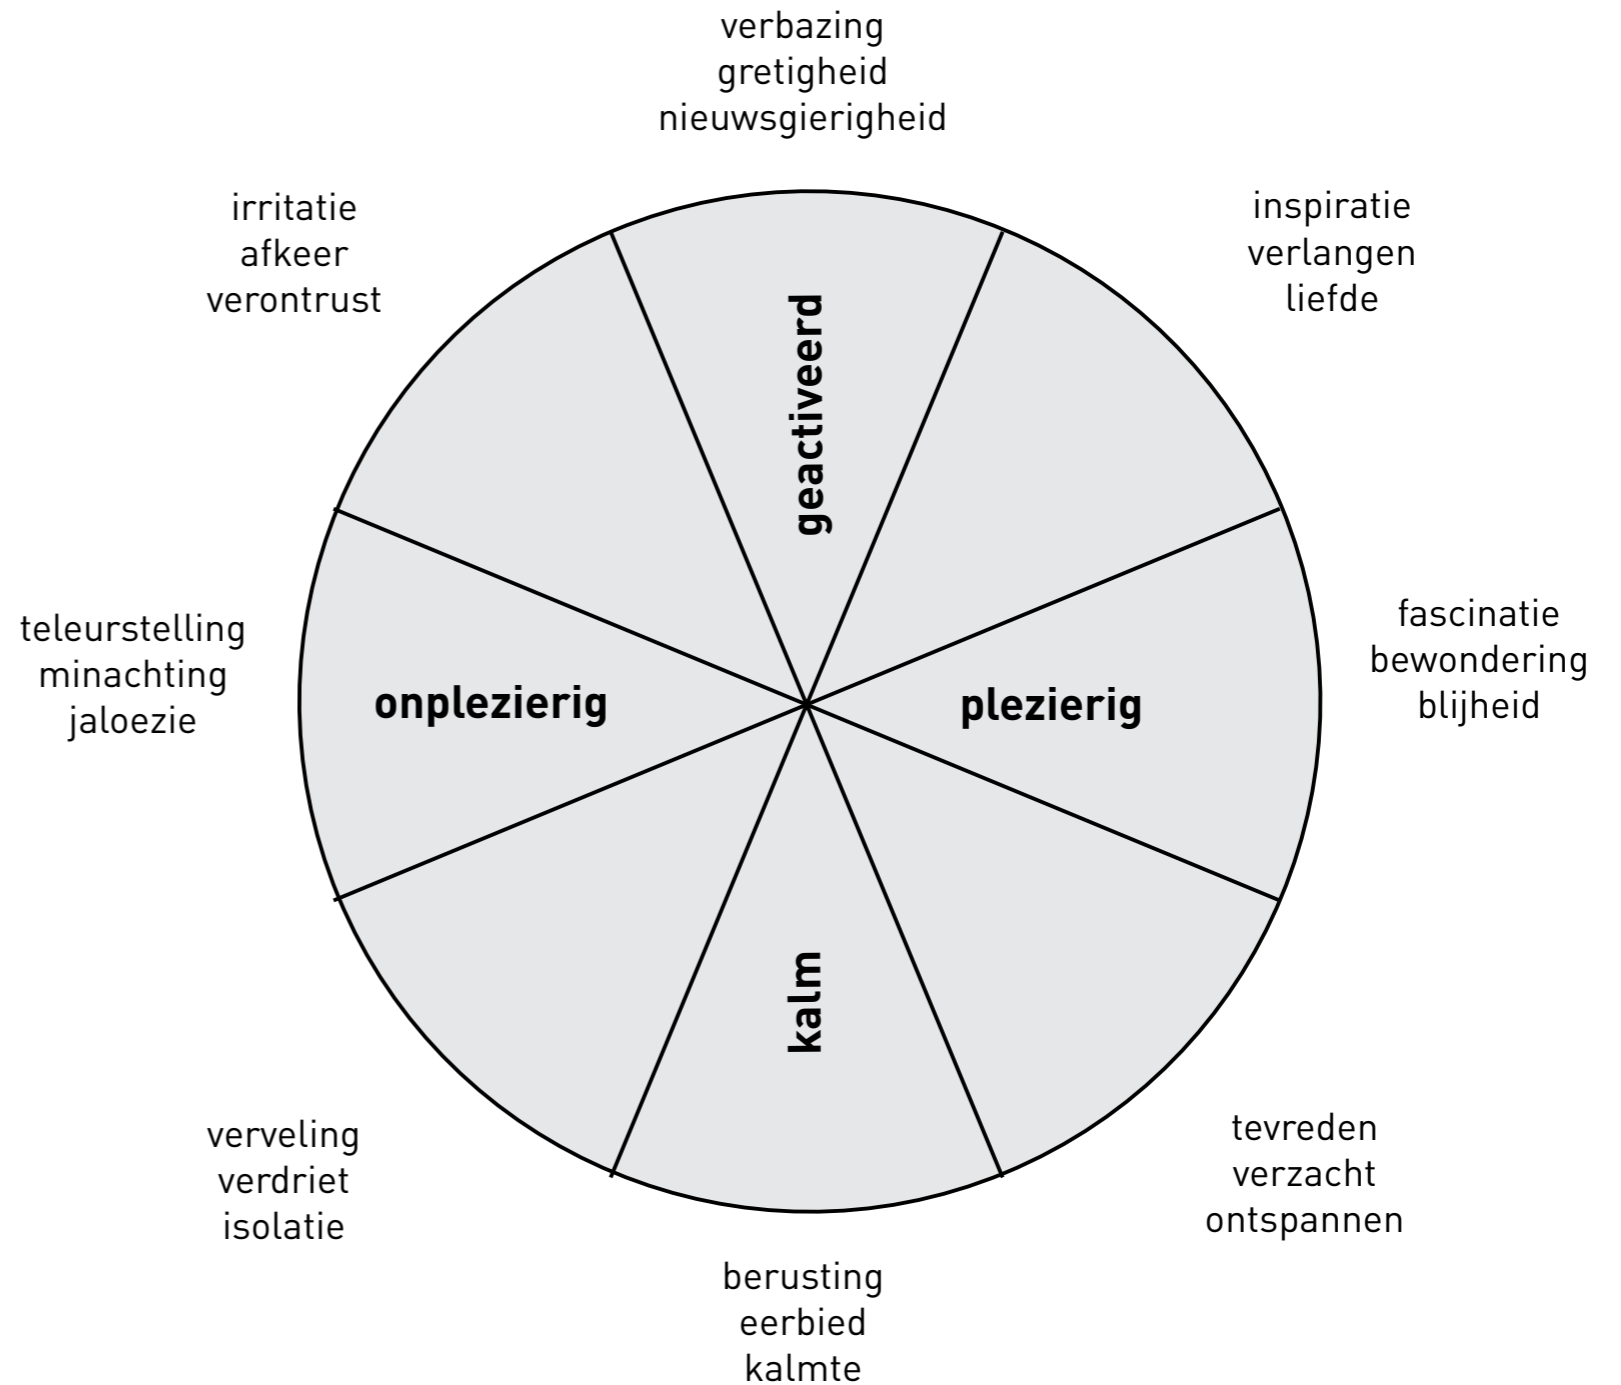 verbazing
gretigheid
nieuwsgierigheid
irritatie
afkeer
verontrust
inspiratie
verlangen
liefde
geactiveerd
teleurstelling
minachting
jaloezie
onplezierig
plezierig
fascinatie
bewondering
blijheid
kalm
verveling
verdriet
isolatie
tevreden
verzacht
ontspannen
berusting
eerbied
kalmte